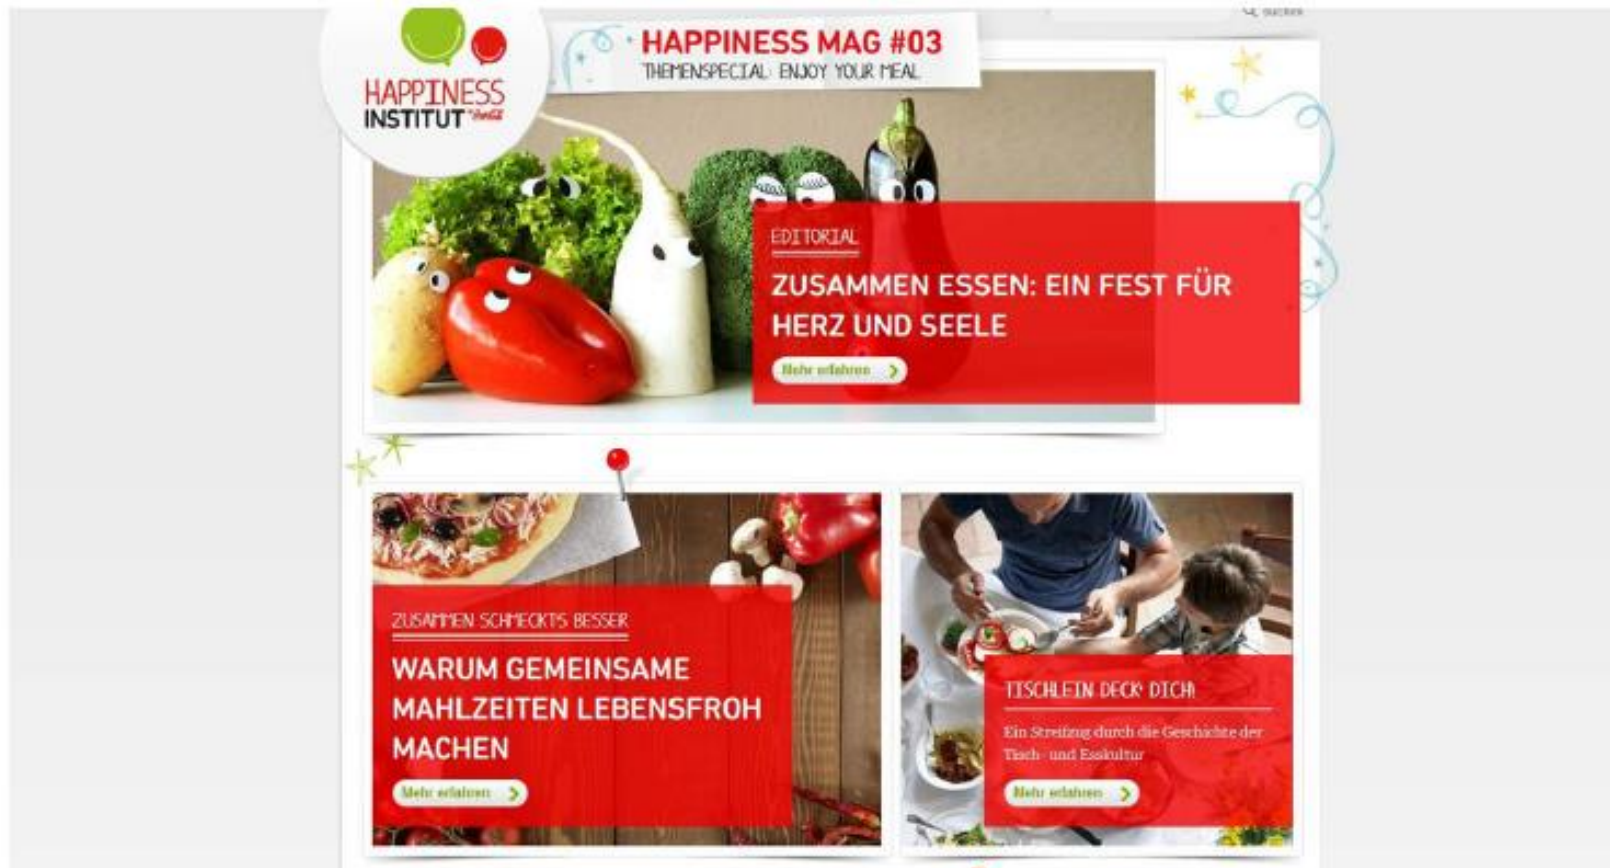 suchen
HAPPINESS
INSTITUT
HAPPINESS MAG #03
THEMENSPECIAL: ENJOY YOUR MEAL
EDITORIAL
ZUSAMMEN ESSEN: EIN FEST FÜR
HERZ UND SEELE
Mehr erfahren
ZUSAMMEN SCHMECKT'S BESSER
WARUM GEMEINSAME
MAHLZEITEN LEBENSFROH
MACHEN
Mehr erfahren
TISCHLEIN DECK' DICH!
Ein Streifzug durch die Geschichte der
Tisch- und Esskultur
Mehr erfahren